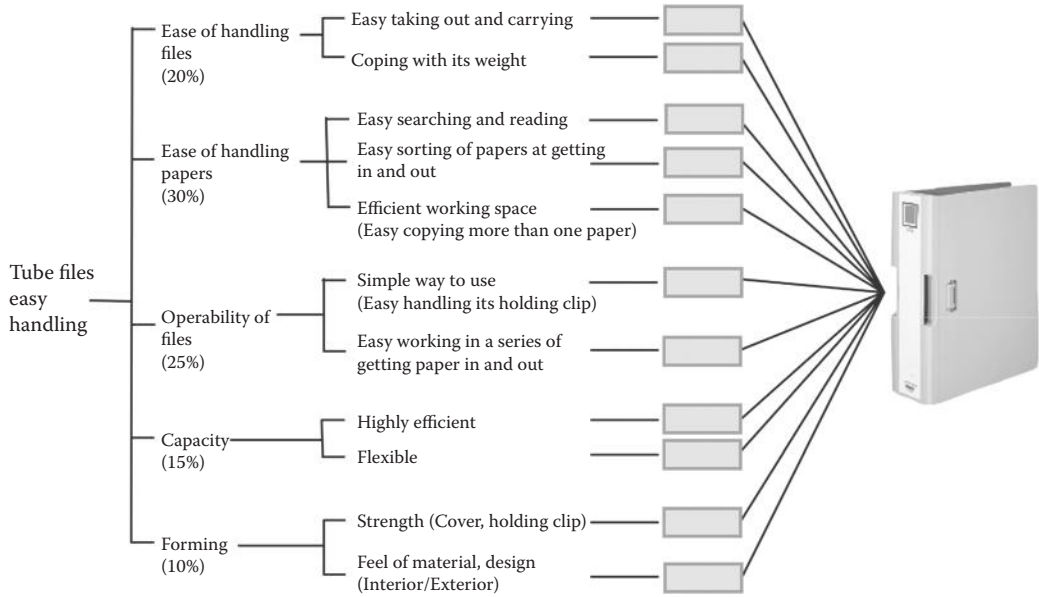 Tube files
easy
handling
Ease of handling
files
(20%)
Easy taking out and carrying
Coping with its weight
Ease of handling
papers
(30%)
Easy searching and reading
Easy sorting of papers at getting
in and out
Efficient working space
(Easy copying more than one paper)
Operability of
files
(25%)
Simple way to use
(Easy handling its holding clip)
Easy working in a series of
getting paper in and out
Capacity
(15%)
Highly efficient
Flexible
Forming
(10%)
Strength (Cover, holding clip)
Feel of material, design
(Interior/Exterior)